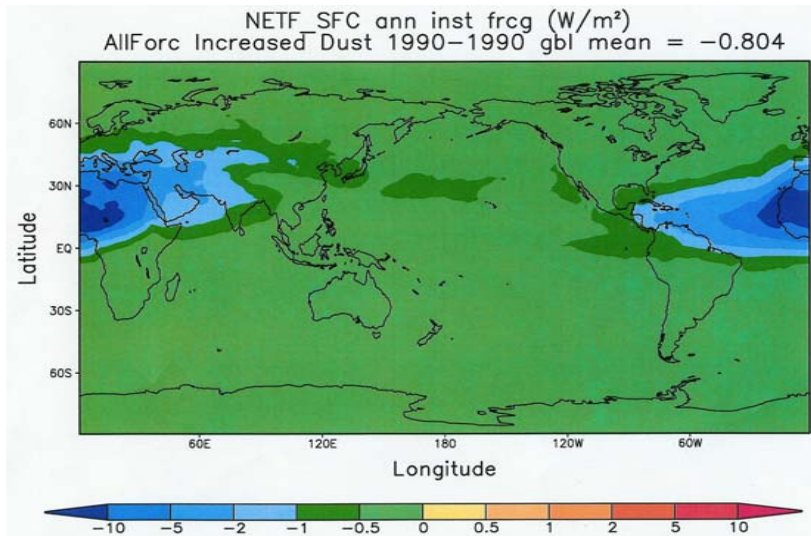 NETF_SFC ann inst frcg (W/m²)
AllForc Increased Dust 1990−1990 gbl mean = −0.804
60N
30N
EQ
30S
60S
Latitude
60E 120E 180 120W 60W
Longitude
−10 −5 −2 −1 −0.5 0 0.5 1 2 5 10